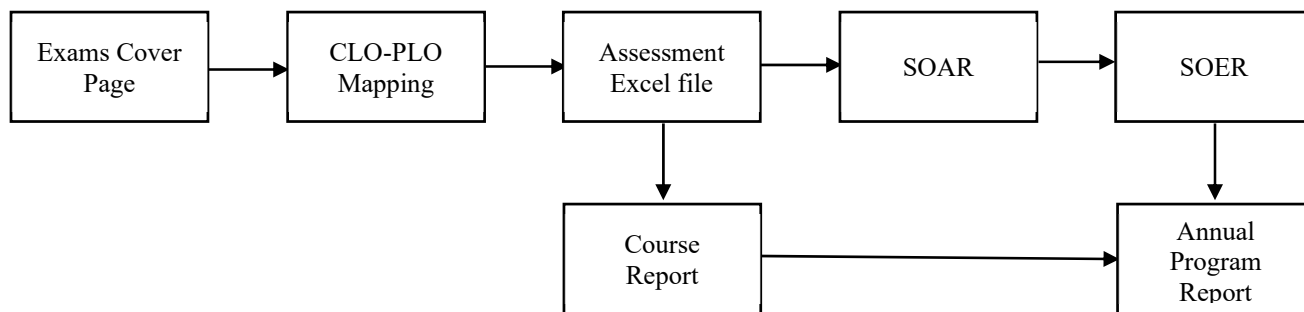 Exams Cover
Page
CLO-PLO
Mapping
Assessment
Excel file
SOAR
SOER
Course
Report
Annual
Program
Report